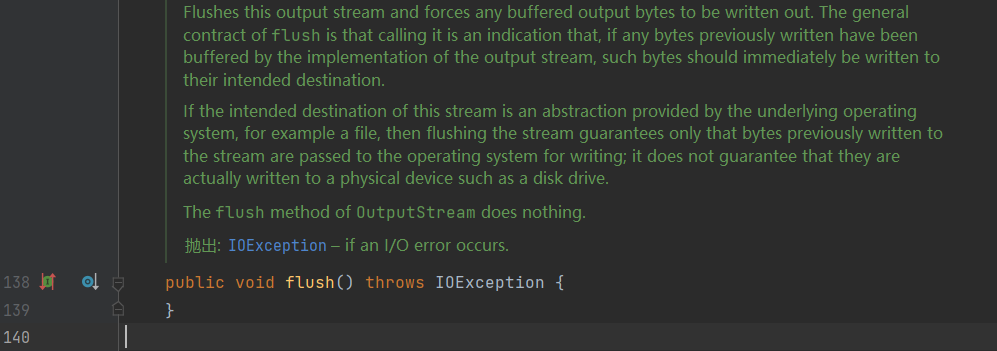 Flushes this output stream and forces any buffered output bytes to be written out. The general
contract of flush is that calling it is an indication that, if any bytes previously written have been
buffered by the implementation of the output stream, such bytes should immediately be written to
their intended destination.
If the intended destination of this stream is an abstraction provided by the underlying operating
system, for example a file, then flushing the stream guarantees only that bytes previously written to
the stream are passed to the operating system for writing; it does not guarantee that they are
actually written to a physical device such as a disk drive.
The flush method of OutputStream does nothing.
抛出: IOException – if an I/O error occurs.
138 public void flush() throws IOException {
139 }
140